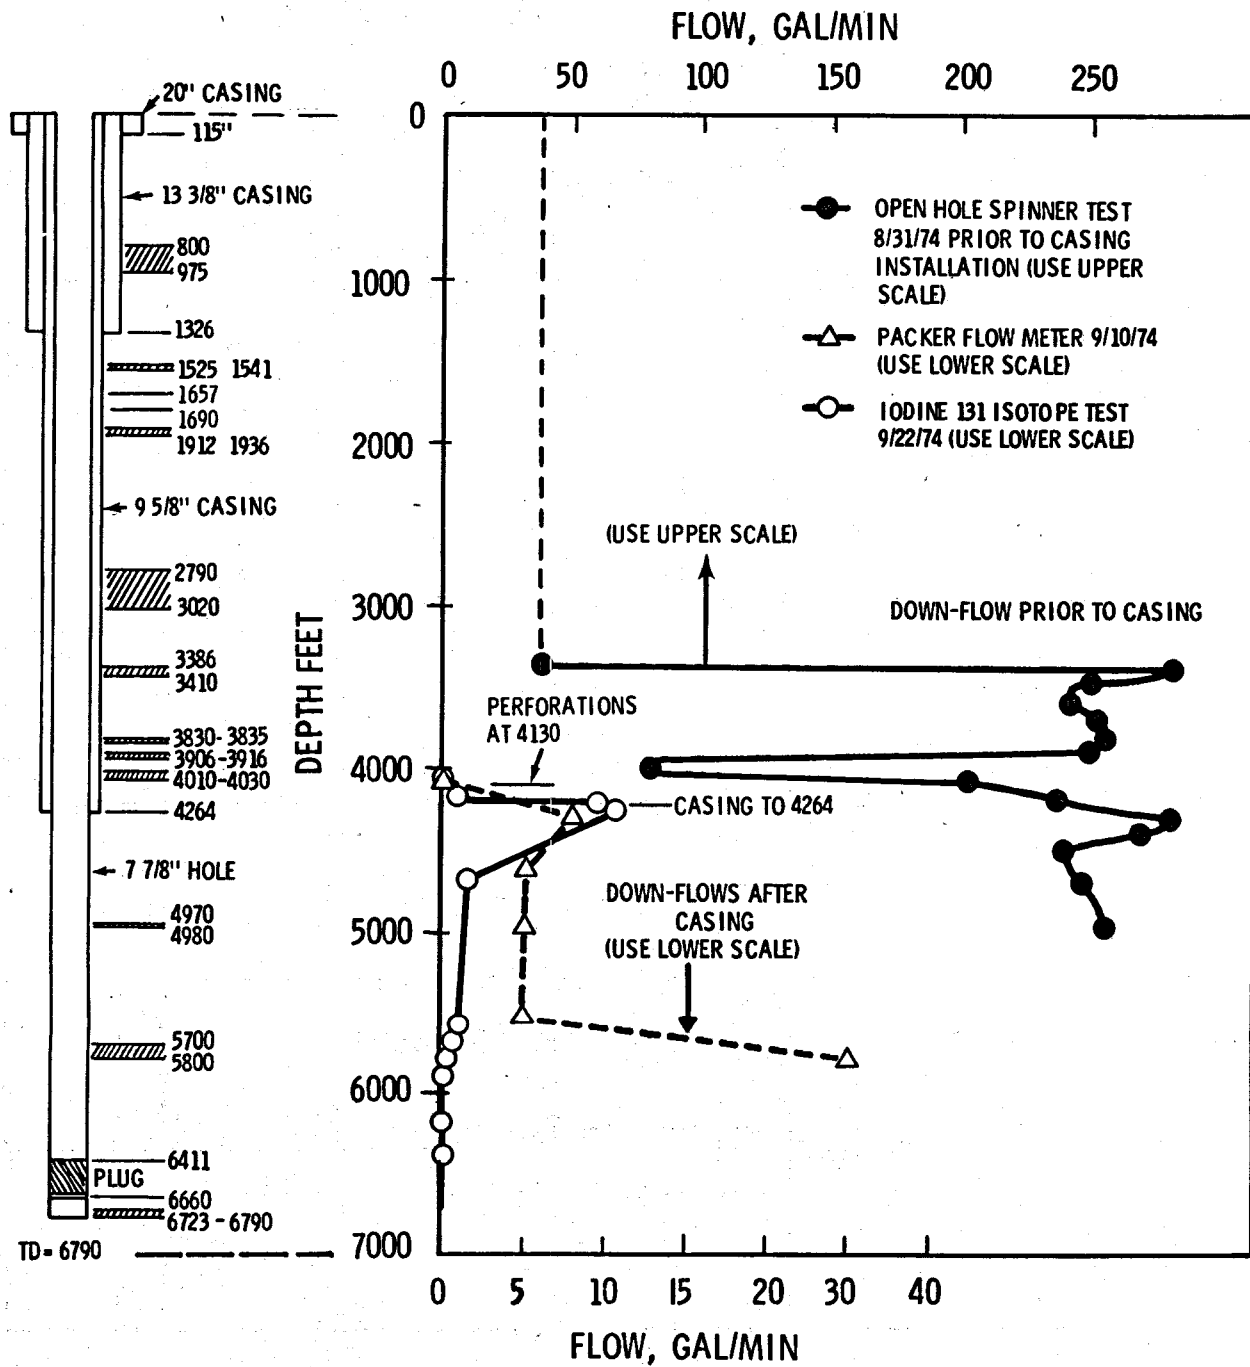 FLOW, GAL/MIN
0 50 100 150 200 250
20" CASING
115"
13 3/8" CASING
800
975
1326
1525 1541
1657
1690
1912 1936
9 5/8" CASING
2790
3020
3386
3410
3830-3835
3906-3916
4010-4030
4264
7 7/8" HOLE
4970
4980
5700
5800
6411
PLUG
6660
6723-6790
TD= 6790
DEPTH FEET
0
1000
2000
3000
4000
5000
6000
7000
OPEN HOLE SPINNER TEST
8/31/74 PRIOR TO CASING
INSTALLATION (USE UPPER
SCALE)
PACKER FLOW METER 9/10/74
(USE LOWER SCALE)
IODINE 131 ISOTOPE TEST
9/22/74 (USE LOWER SCALE)
(USE UPPER SCALE)
DOWN-FLOW PRIOR TO CASING
PERFORATIONS
AT 4130
CASING TO 4264
DOWN-FLOWS AFTER
CASING
(USE LOWER SCALE)
0 5 10 15 20 30 40
FLOW, GAL/MIN